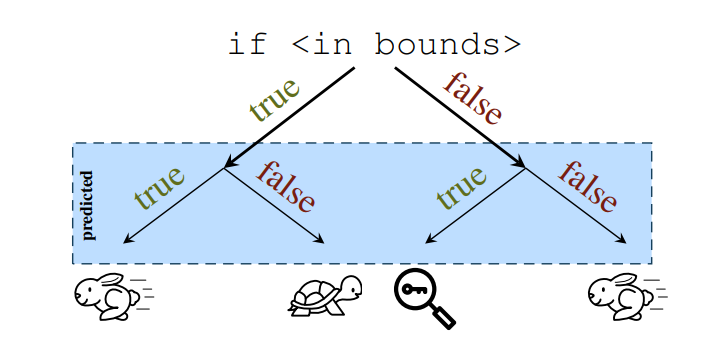 if <in bounds>
true
false
predicted
true
false
true
false